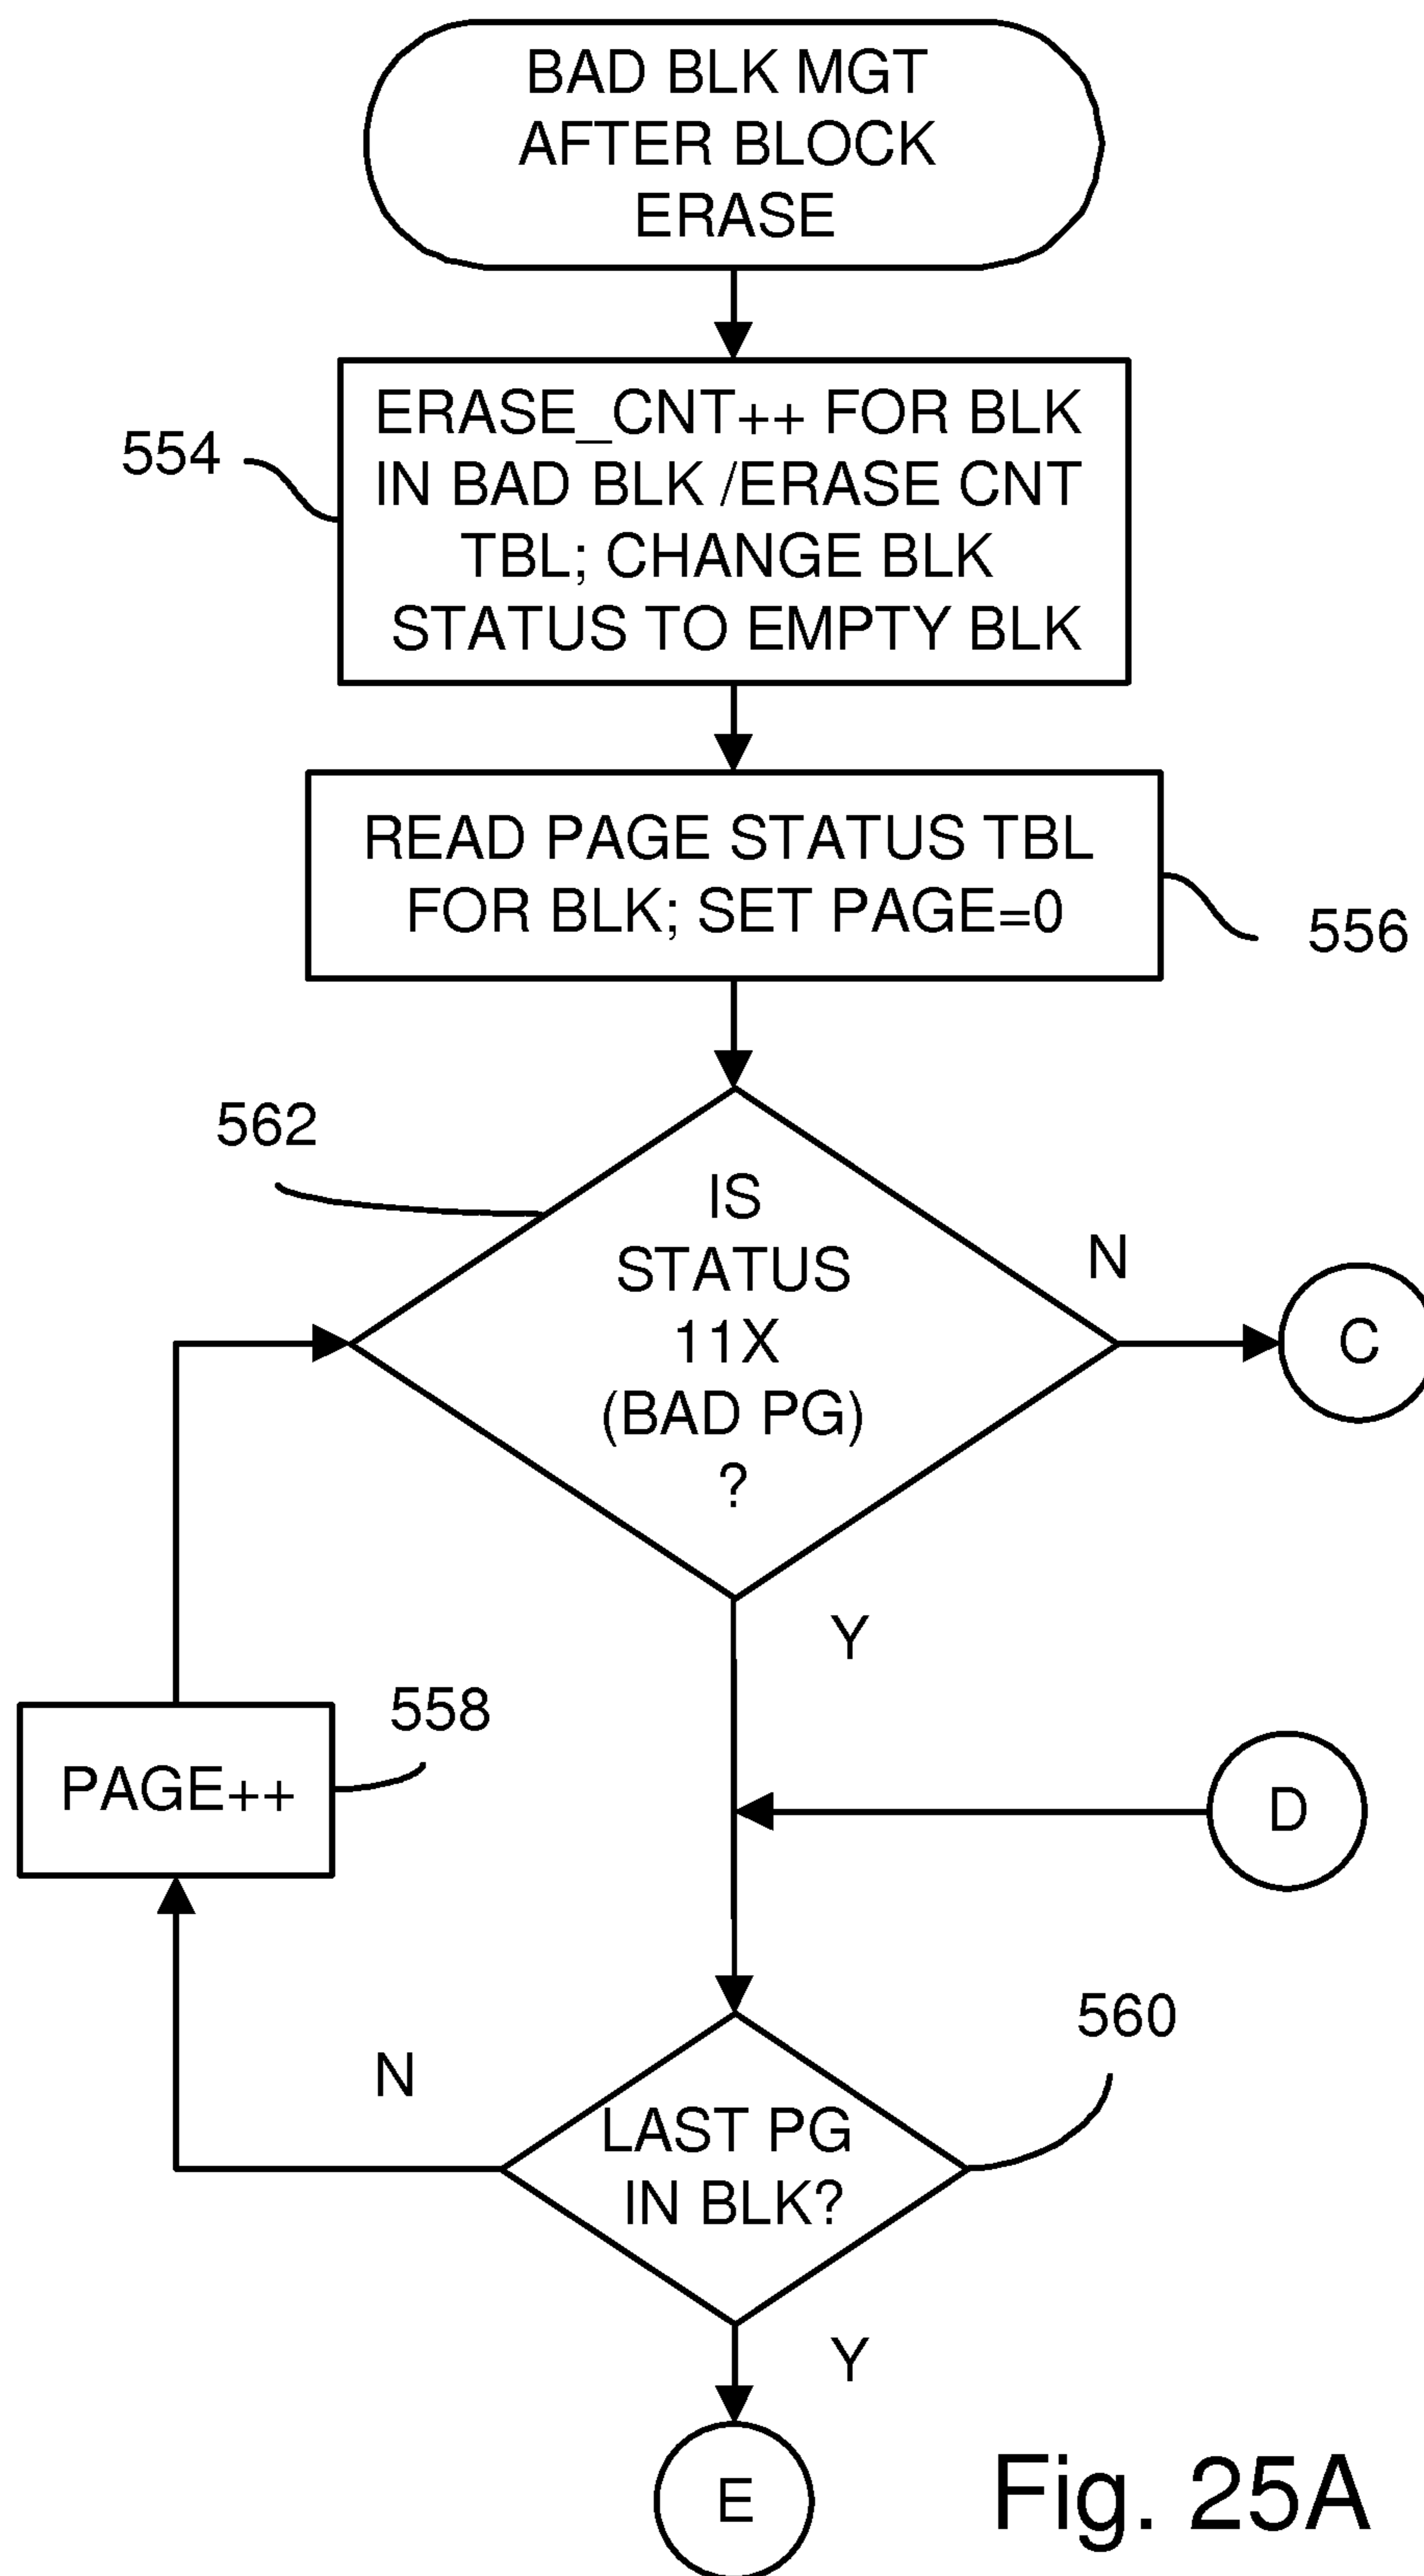 BAD BLK MGT
AFTER BLOCK
ERASE
554
ERASE_CNT++ FOR BLK
IN BAD BLK /ERASE CNT
TBL; CHANGE BLK
STATUS TO EMPTY BLK
READ PAGE STATUS TBL
FOR BLK; SET PAGE=0
556
562
IS
STATUS
11X
(BAD PG)
?
N
C
Y
558
PAGE++
D
560
N
LAST PG
IN BLK?
Y
E
Fig. 25A